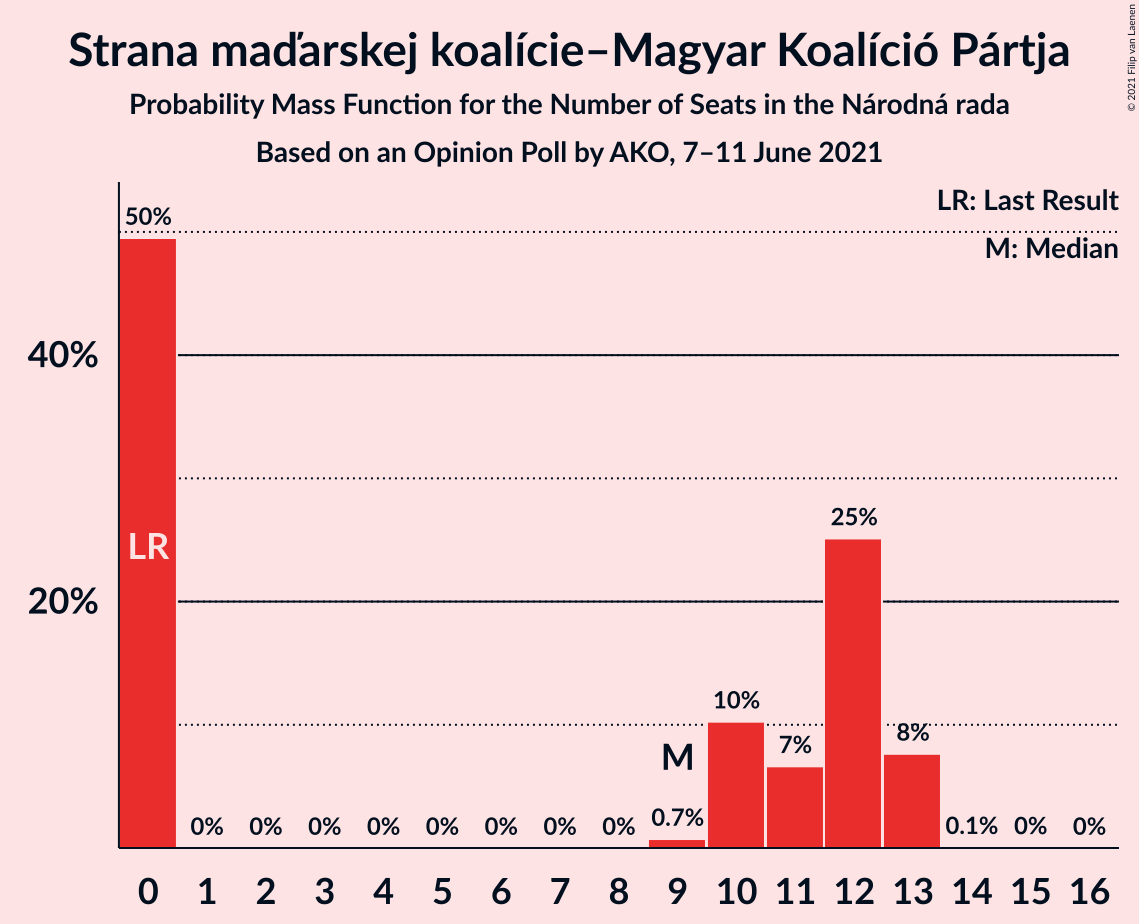 Strana maďarskej koalície–Magyar Koalíció Pártja
Probability Mass Function for the Number of Seats in the Národná rada
Based on an Opinion Poll by AKO, 7–11 June 2021
© 2021 Filip van Laenen
LR: Last Result
M: Median
50%
40%
20%
LR
0% 0% 0% 0% 0% 0% 0% 0%
M
0.7%
10%
7%
25%
8%
0.1%
0%
0%
0 1 2 3 4 5 6 7 8 9 10 11 12 13 14 15 16